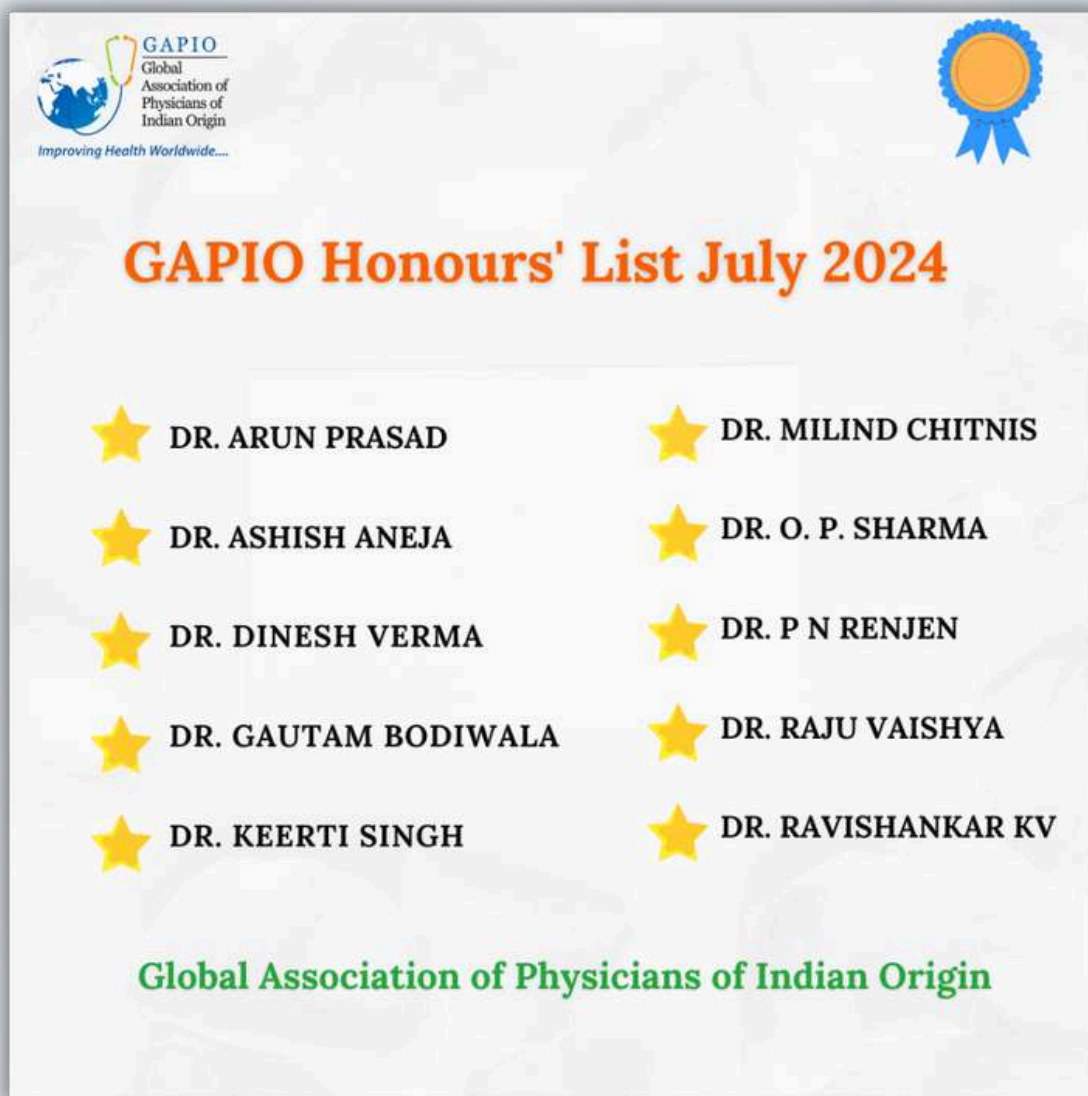 GAPIO
Global
Association of
Physicians of
Indian Origin
Improving Health Worldwide....
GAPIO Honours' List July 2024
DR. ARUN PRASAD
DR. ASHISH ANEJA
DR. DINESH VERMA
DR. GAUTAM BODIWALA
DR. KEERTI SINGH
DR. MILIND CHITNIS
DR. O. P. SHARMA
DR. P N RENJEN
DR. RAJU VAISHYA
DR. RAVISHANKAR KV
Global Association of Physicians of Indian Origin